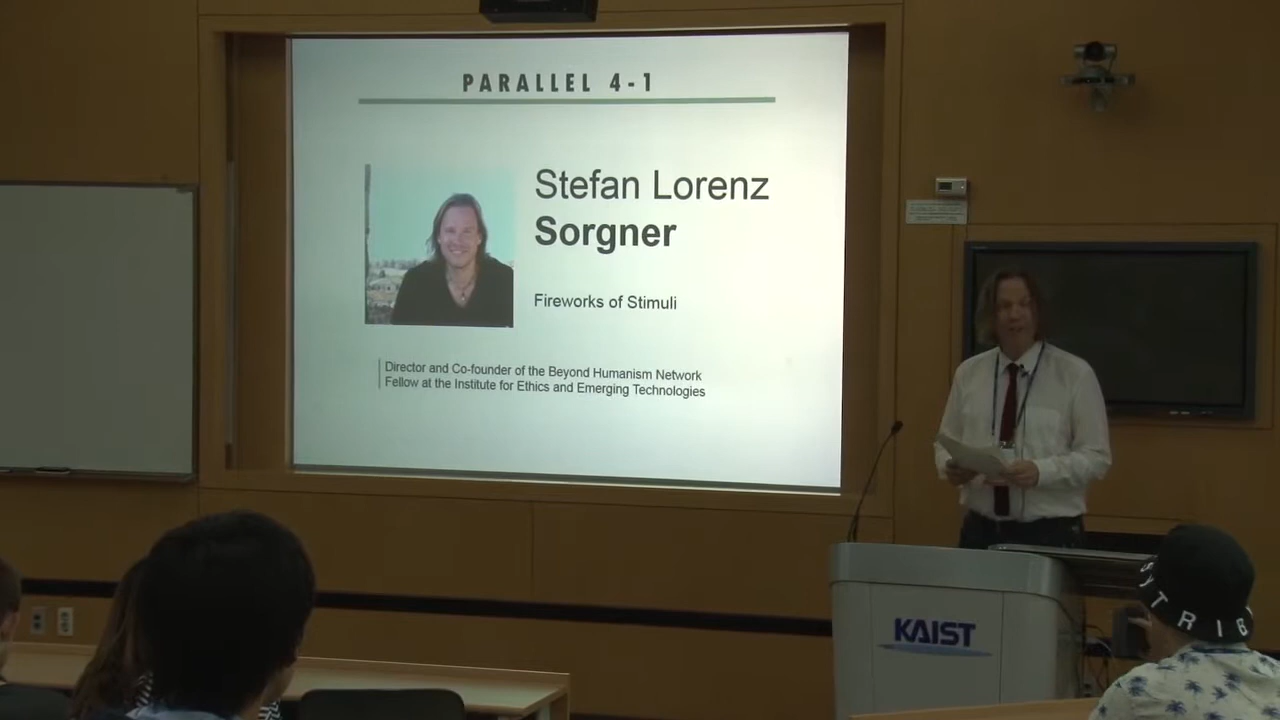 PARALLEL 4-1
Stefan Lorenz
Sorgner
Fireworks of Stimuli
Director and Co-founder of the Beyond Humanism Network
Fellow at the Institute for Ethics and Emerging Technologies
KAIST